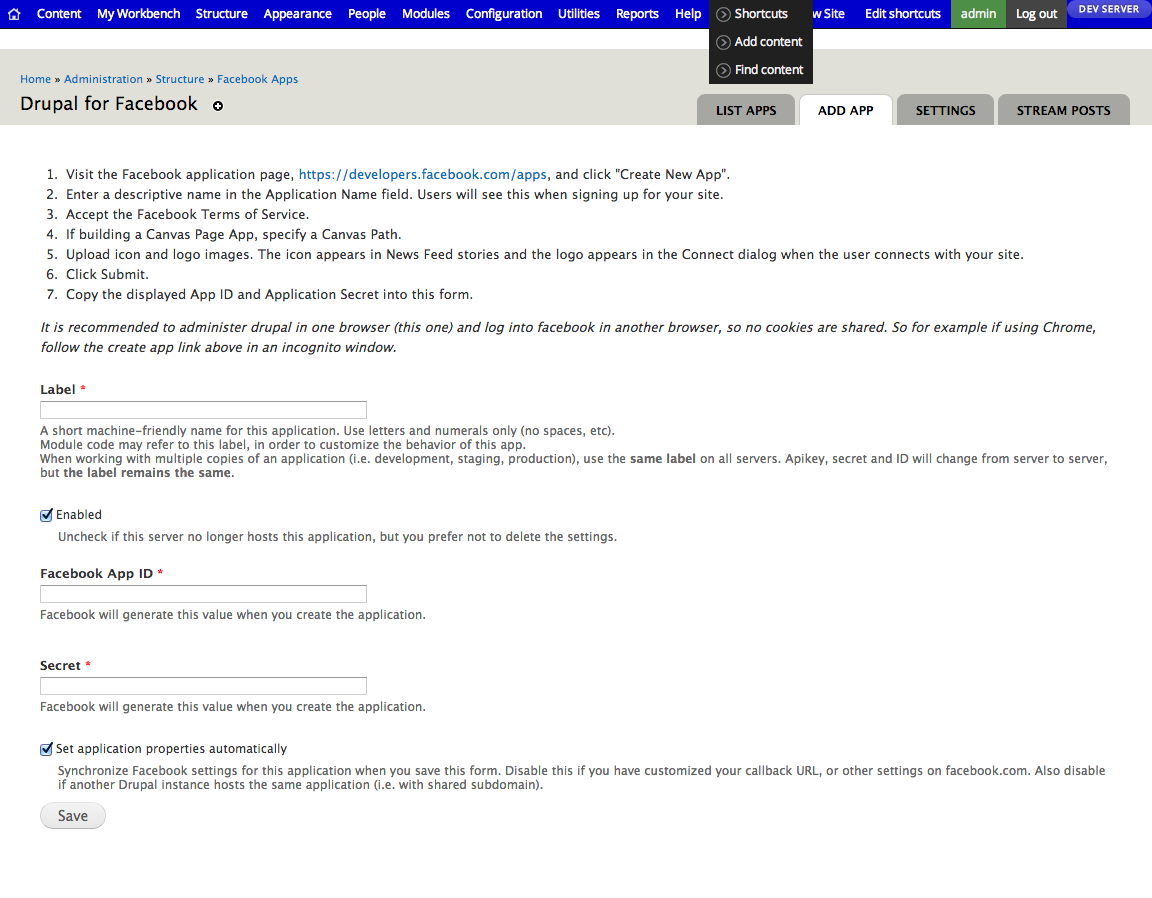 Content My Workbench Structure Appearance People Modules Configuration Utilities Reports Help Shortcuts w Site Edit shortcuts admin Log out DEV SERVER
Add content
Find content
Home » Administration » Structure » Facebook Apps
Drupal for Facebook
LIST APPS ADD APP SETTINGS STREAM POSTS
1. Visit the Facebook application page, https://developers.facebook.com/apps, and click "Create New App".
2. Enter a descriptive name in the Application Name field. Users will see this when signing up for your site.
3. Accept the Facebook Terms of Service.
4. If building a Canvas Page App, specify a Canvas Path.
5. Upload icon and logo images. The icon appears in News Feed stories and the logo appears in the Connect dialog when the user connects with your site.
6. Click Submit.
7. Copy the displayed App ID and Application Secret into this form.
It is recommended to administer drupal in one browser (this one) and log into facebook in another browser, so no cookies are shared. So for example if using Chrome,
follow the create app link above in an incognito window.
Label *
A short machine-friendly name for this application. Use letters and numerals only (no spaces, etc).
Module code may refer to this label, in order to customize the behavior of this app.
When working with multiple copies of an application (i.e. development, staging, production), use the same label on all servers. Apikey, secret and ID will change from server to server,
but the label remains the same.
Enabled
Uncheck if this server no longer hosts this application, but you prefer not to delete the settings.
Facebook App ID *
Facebook will generate this value when you create the application.
Secret *
Facebook will generate this value when you create the application.
Set application properties automatically
Synchronize Facebook settings for this application when you save this form. Disable this if you have customized your callback URL, or other settings on facebook.com. Also disable
if another Drupal instance hosts the same application (i.e. with shared subdomain).
Save